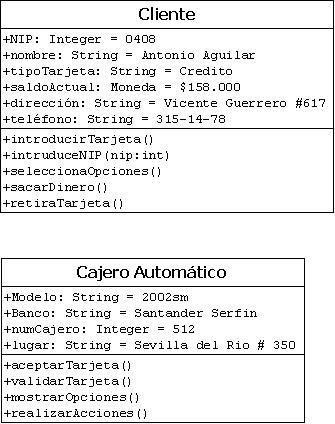 Cliente
+NIP: Integer = 0408
+nombre: String = Antonio Aguilar
+tipoTarjeta: String = Credito
+saldoActual: Moneda = $158.000
+dirección: String = Vicente Guerrero #617
+teléfono: String = 315-14-78
+introducirTarjeta()
+intruduceNIP(nip:int)
+seleccionaOpciones()
+sacarDinero()
+retiraTarjeta()
Cajero Automático
+Modelo: String = 2002sm
+Banco: String = Santander Serfin
+numCajero: Integer = 512
+lugar: String = Sevilla del Rio # 350
+aceptarTarjeta()
+validarTarjeta()
+mostrarOpciones()
+realizarAcciones()